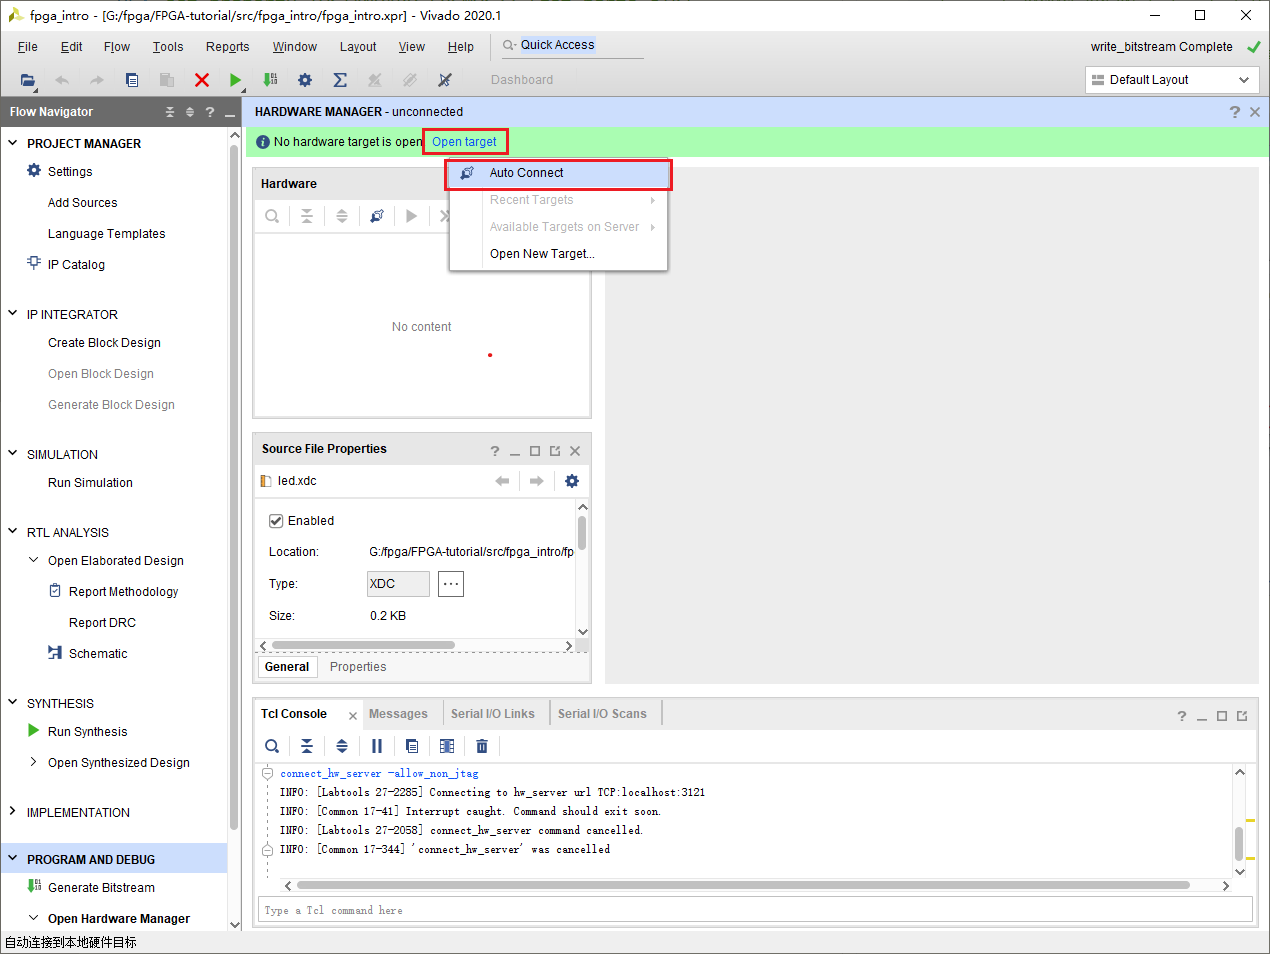 fpga_intro - [G:/fpga/FPGA-tutorial/src/fpga_intro/fpga_intro.xpr] - Vivado 2020.1
File Edit Flow Tools Reports Window Layout View Help Quick Access
write_bitstream Complete
Dashboard
Default Layout
Flow Navigator
PROJECT MANAGER
Settings
Add Sources
Language Templates
IP Catalog
IP INTEGRATOR
Create Block Design
Open Block Design
Generate Block Design
SIMULATION
Run Simulation
RTL ANALYSIS
Open Elaborated Design
Report Methodology
Report DRC
Schematic
SYNTHESIS
Run Synthesis
Open Synthesized Design
IMPLEMENTATION
PROGRAM AND DEBUG
Generate Bitstream
Open Hardware Manager
HARDWARE MANAGER - unconnected
No hardware target is open Open target
Auto Connect
Recent Targets
Available Targets on Server
Open New Target...
Hardware
No content
Source File Properties
led.xdc
Enabled
Location: G:/fpga/FPGA-tutorial/src/fpga_intro/fp
Type: XDC ...
Size: 0.2 KB
General Properties
Tcl Console Messages Serial I/O Links Serial I/O Scans
connect_hw_server -allow_non_jtag
INFO: [Labtools 27-2285] Connecting to hw_server url TCP:localhost:3121
INFO: [Common 17-41] Interrupt caught. Command should exit soon.
INFO: [Labtools 27-2058] connect_hw_server command cancelled.
INFO: [Common 17-344] 'connect_hw_server' was cancelled
Type a Tcl command here
自动连接到本地硬件目标